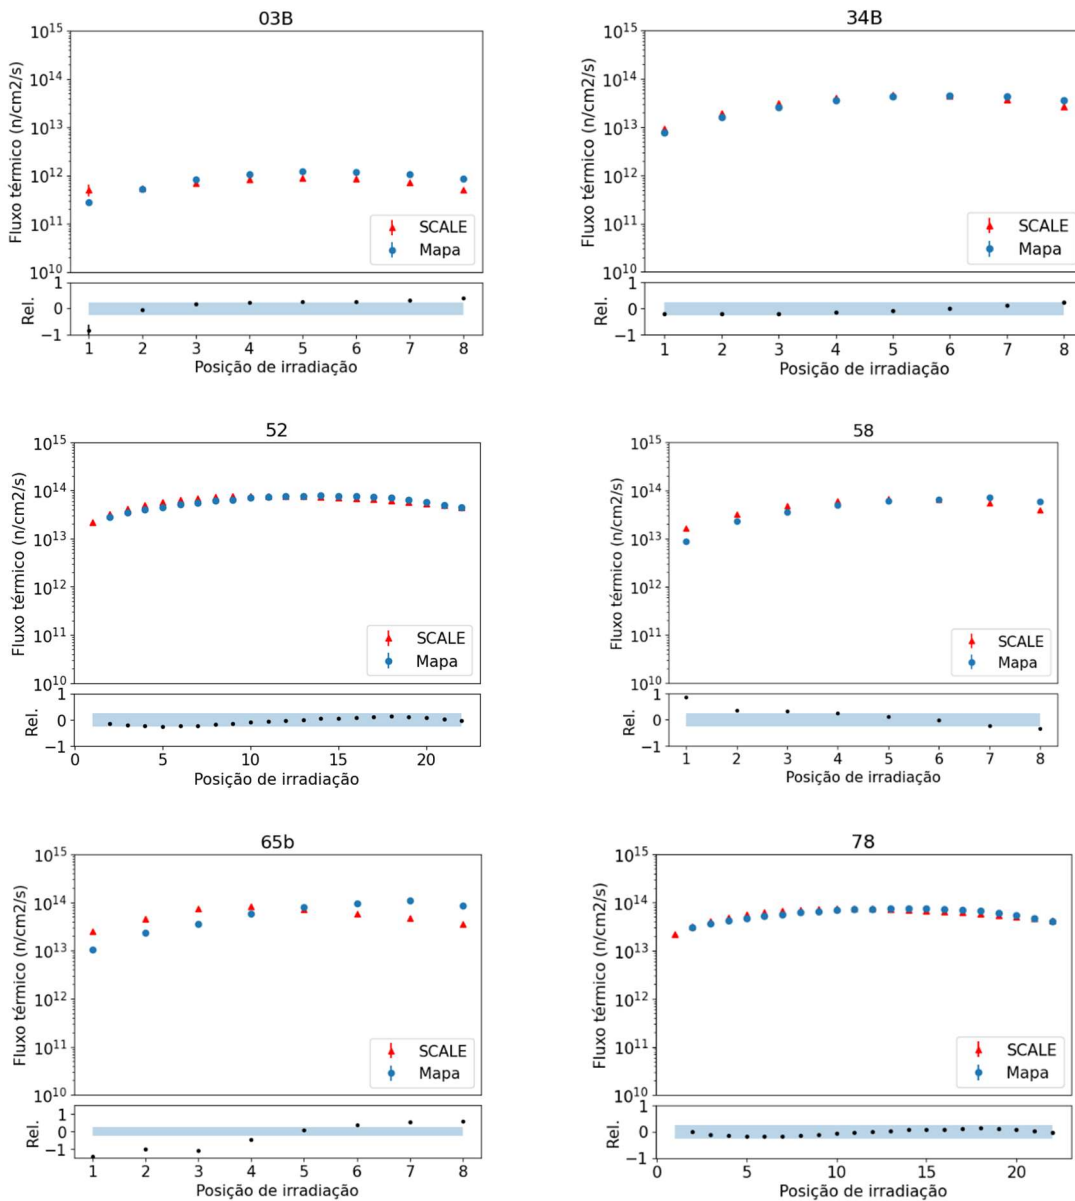 03B
10¹⁵
10¹⁴
10¹³
10¹²
10¹¹
10¹⁰
Fluxo térmico (n/cm2/s)
SCALE
Mapa
1
0
−1
Rel.
1 2 3 4 5 6 7 8
Posição de irradiação
34B
10¹⁵
10¹⁴
10¹³
10¹²
10¹¹
10¹⁰
Fluxo térmico (n/cm2/s)
SCALE
Mapa
1
0
−1
Rel.
1 2 3 4 5 6 7 8
Posição de irradiação
52
10¹⁵
10¹⁴
10¹³
10¹²
10¹¹
10¹⁰
Fluxo térmico (n/cm2/s)
SCALE
Mapa
1
0
−1
Rel.
0 5 10 15 20
Posição de irradiação
58
10¹⁵
10¹⁴
10¹³
10¹²
10¹¹
10¹⁰
Fluxo térmico (n/cm2/s)
SCALE
Mapa
1
0
−1
Rel.
1 2 3 4 5 6 7 8
Posição de irradiação
65b
10¹⁵
10¹⁴
10¹³
10¹²
10¹¹
10¹⁰
Fluxo térmico (n/cm2/s)
SCALE
Mapa
1
0
−1
Rel.
1 2 3 4 5 6 7 8
Posição de irradiação
78
10¹⁵
10¹⁴
10¹³
10¹²
10¹¹
10¹⁰
Fluxo térmico (n/cm2/s)
SCALE
Mapa
1
0
−1
Rel.
0 5 10 15 20
Posição de irradiação